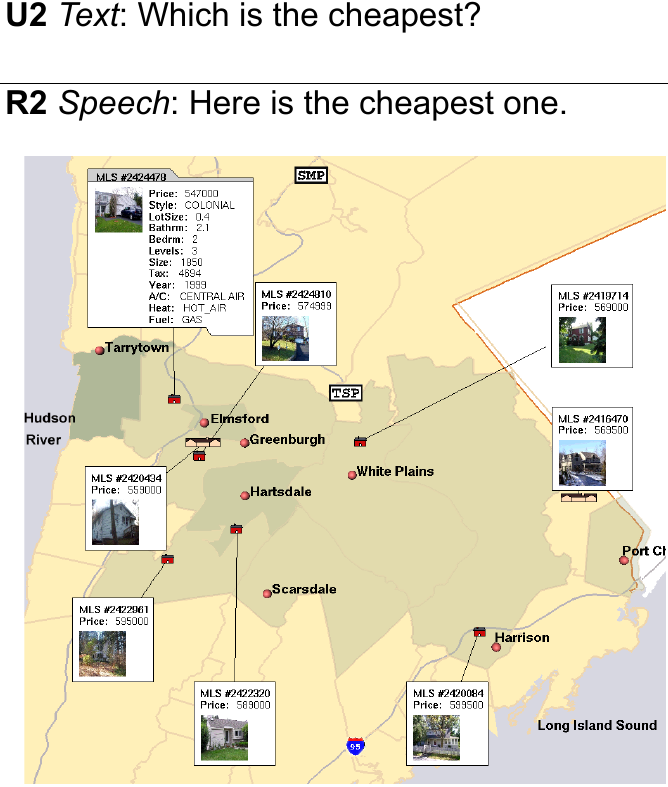 U2 Text: Which is the cheapest?
R2 Speech: Here is the cheapest one.
MLS #2424478
Price: 547000
Style: COLONIAL
LotSize: 0.4
Bathrm: 2.1
Bedrm: 2
Levels: 3
Size: 1850
Tax: 4694
Year: 1999
A/C: CENTRAL AIR
Heat: HOT_AIR
Fuel: GAS
SMP
MLS #2424810
Price: 574999
MLS #2419714
Price: 569000
Tarrytown
TSP
Hudson
River
Elmsford
Greenburgh
MLS #2416470
Price: 569500
White Plains
MLS #2420434
Price: 559000
Hartsdale
Port Ch
Scarsdale
MLS #2422961
Price: 595000
Harrison
MLS #2422320
Price: 589000
MLS #2420084
Price: 599500
Long Island Sound
95